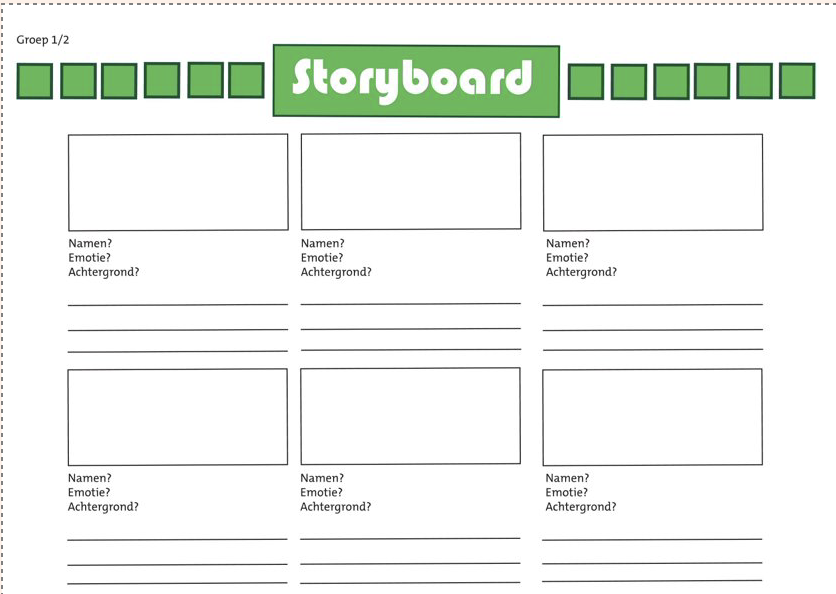 Groep 1/2
Storyboard
Namen?
Emotie?
Achtergrond?
Namen?
Emotie?
Achtergrond?
Namen?
Emotie?
Achtergrond?
Namen?
Emotie?
Achtergrond?
Namen?
Emotie?
Achtergrond?
Namen?
Emotie?
Achtergrond?